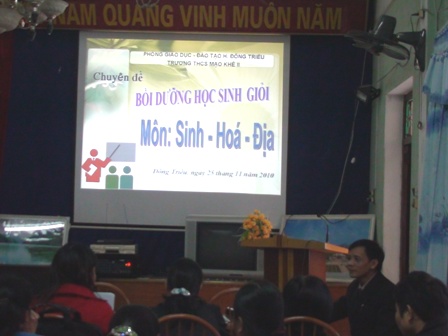 NAM QUANG VINH MUÔN NĂM
PHÒNG GIÁO DỤC - ĐÀO TẠO H. ĐÔNG TRIỀU
TRƯỜNG THCS MẠO KHÊ II
Chuyên đề
BỒI DƯỠNG HỌC SINH GIỎI
Môn: Sinh - Hoá - Địa
Đông Triều, ngày 25 tháng 11 năm 2010